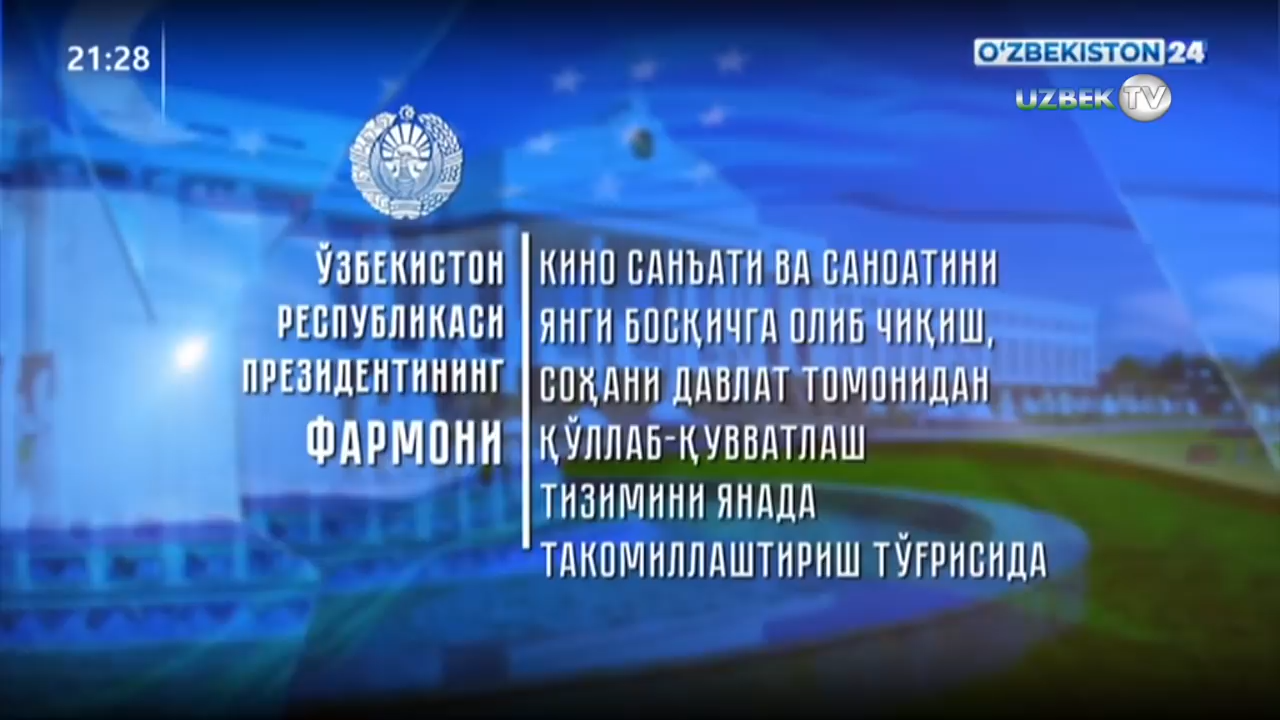 21:28
O'ZBEKISTON 24
UZBEK TV
ЎЗБЕКИСТОН
РЕСПУБЛИКАСИ
ПРЕЗИДЕНТИНИНГ
ФАРМОНИ
КИНО САНЪАТИ ВА САНОАТИНИ
ЯНГИ БОСҚИЧГА ОЛИБ ЧИҚИШ,
СОҲАНИ ДАВЛАТ ТОМОНИДАН
ҚЎЛЛАБ-ҚУВВАТЛАШ
ТИЗИМИНИ ЯНАДА
ТАКОМИЛЛАШТИРИШ ТЎҒРИСИДА